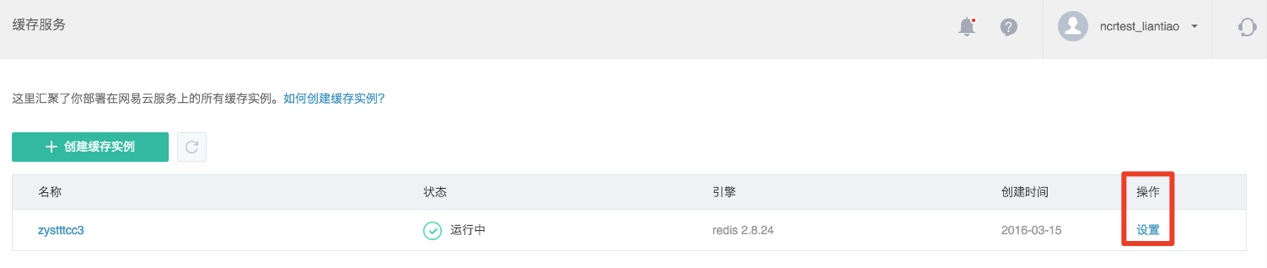 缓存服务
ncrtest_liantiao
这里汇聚了你部署在网易云服务上的所有缓存实例。如何创建缓存实例?
+ 创建缓存实例
名称 状态 引擎 创建时间 操作
zystttcc3 运行中 redis 2.8.24 2016-03-15 设置